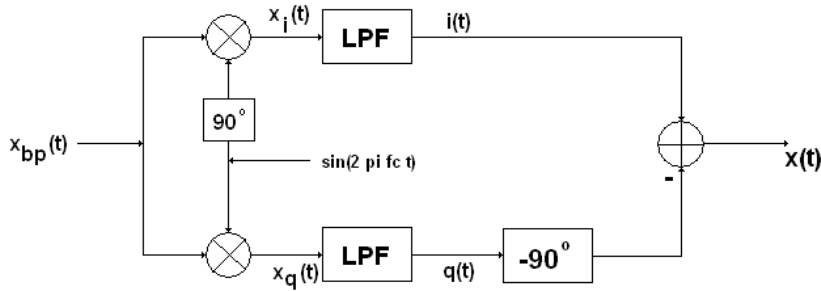 x_i(t)
LPF
i(t)
90°
x_bp(t)
sin(2 pi fc t)
-
x(t)
x_q(t)
LPF
q(t)
-90°